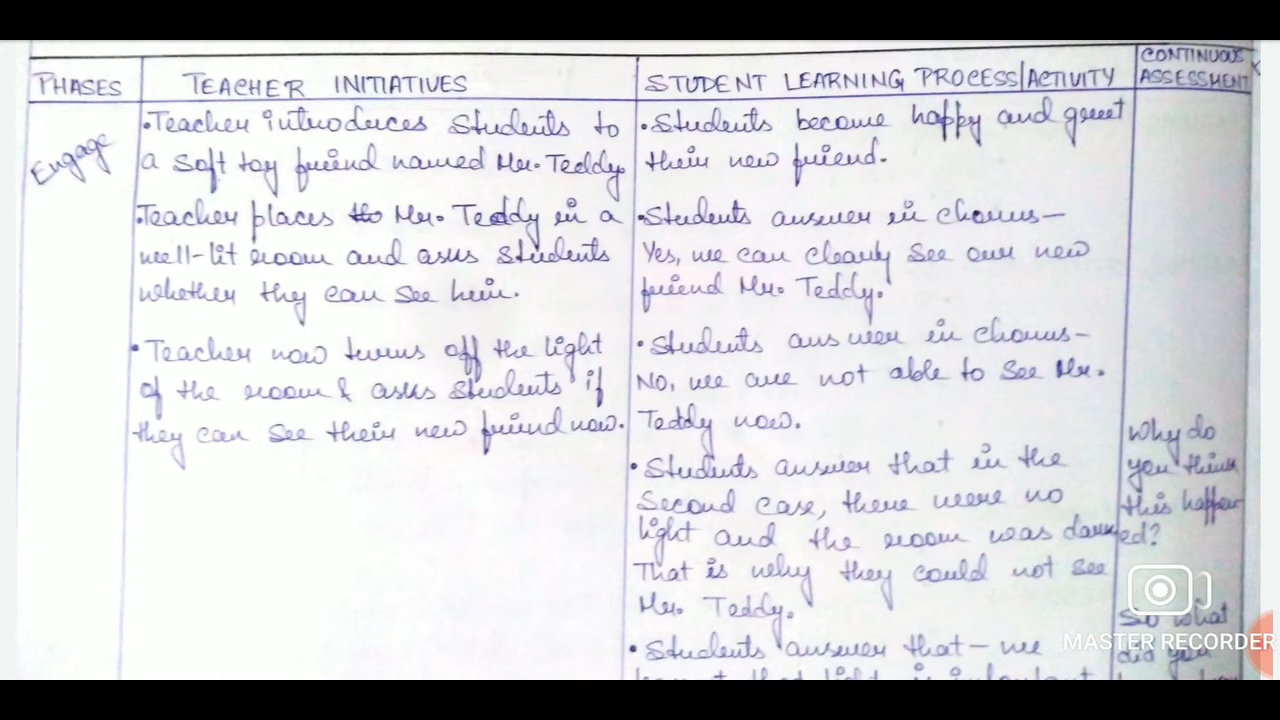 PHASES
TEACHER INITIATIVES
STUDENT LEARNING PROCESS/ACTIVITY
CONTINUOUS
ASSESSMENT
Engage
• Teacher introduces students to
a soft toy friend named Mr. Teddy.
• Teacher places Mr. Teddy in a
well-lit room and asks students
whether they can see him.
• Teacher now turns off the light
of the room & asks students if
they can see their new friend now.
• Students become happy and greet
their new friend.
• Students answer in chorus-
Yes, we can clearly see our new
friend Mr. Teddy.
• Students answer in chorus-
No, we are not able to see Mr.
Teddy now.
• Students answer that in the
second case, there were no
light and the room was dark
That is why they could not see
Mr. Teddy.
• Students answer that - we
that light is important
Why do
you think
this happen
ed?
So what
did you
MASTER RECORDER